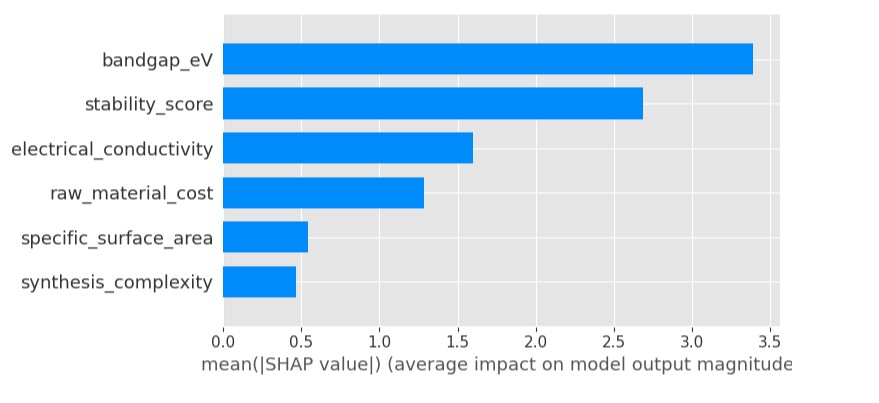 bandgap_eV
stability_score
electrical_conductivity
raw_material_cost
specific_surface_area
synthesis_complexity
0.0 0.5 1.0 1.5 2.0 2.5 3.0 3.5
mean(|SHAP value|) (average impact on model output magnitude